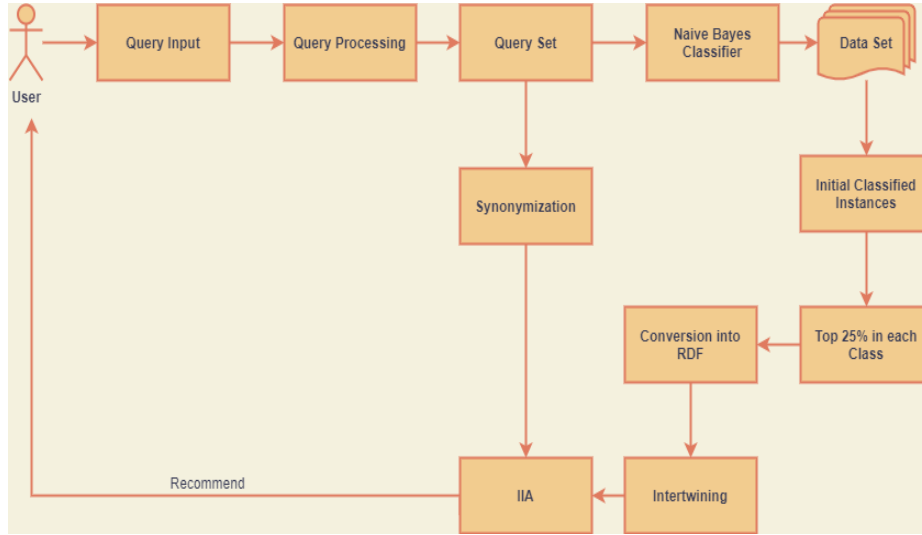 Query Input
Query Processing
Query Set
Naive Bayes
Classifier
Data Set
User
Synonymization
Initial Classified
Instances
Conversion into
RDF
Top 25% in each
Class
Recommend
IIA
Intertwining